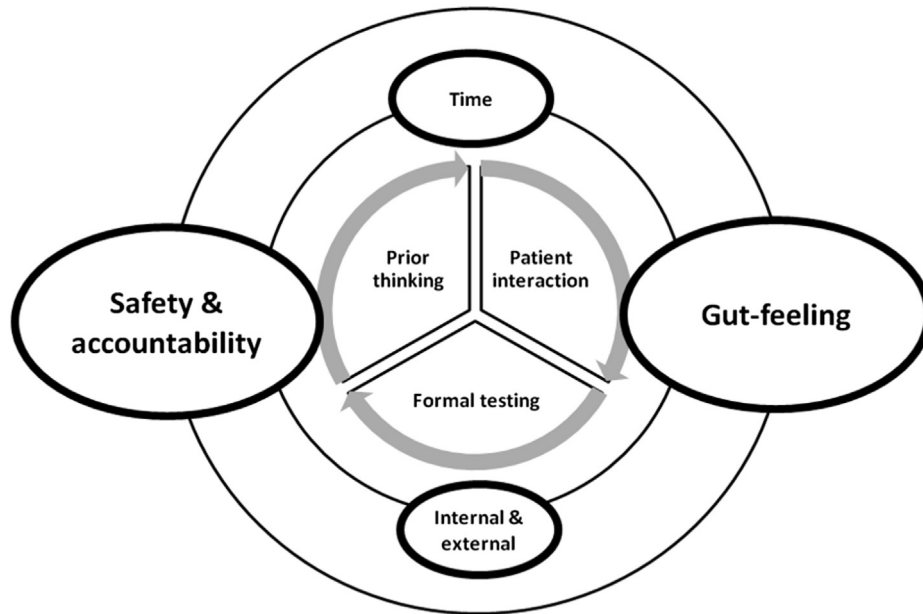 Time
Prior
thinking
Patient
interaction
Safety &
accountability
Gut-feeling
Formal testing
Internal &
external